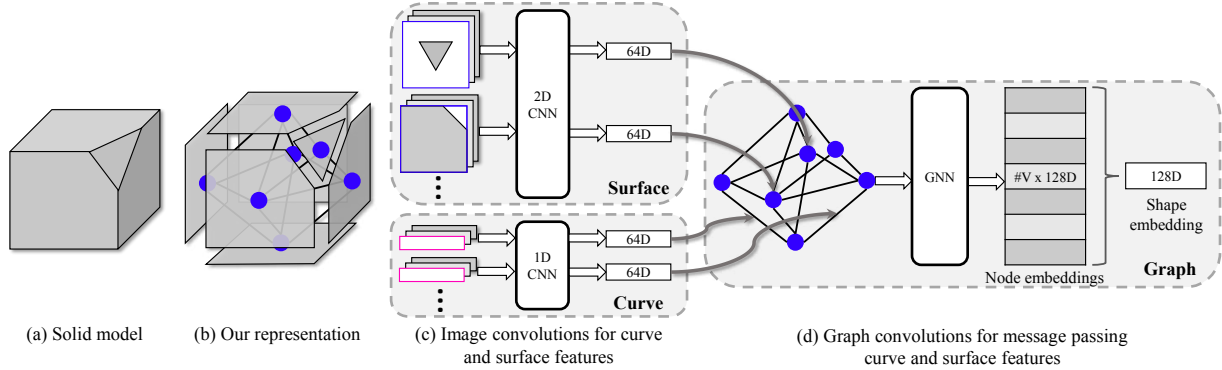 2D
CNN
64D
64D
Surface
1D
CNN
64D
64D
Curve
GNN
#V x 128D
128D
Shape
embedding
Node embeddings
Graph
(a) Solid model
(b) Our representation
(c) Image convolutions for curve
and surface features
(d) Graph convolutions for message passing
curve and surface features